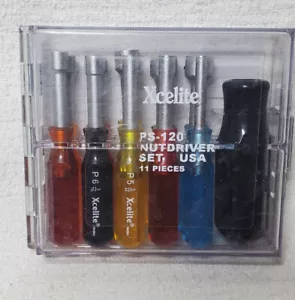 Xcelite
PS-120
NUTDRIVER
SET USA
11 PIECES
P6
Xcelite
P5
Xcelite